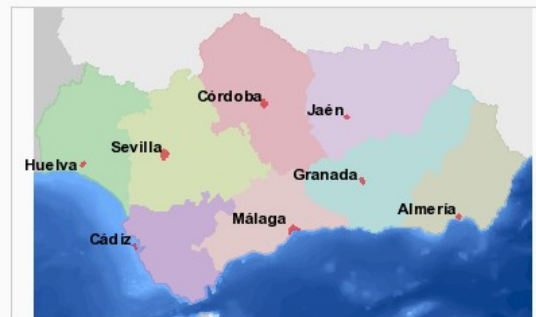 Córdoba
Jaén
Sevilla
Huelva
Granada
Almería
Málaga
Cádiz